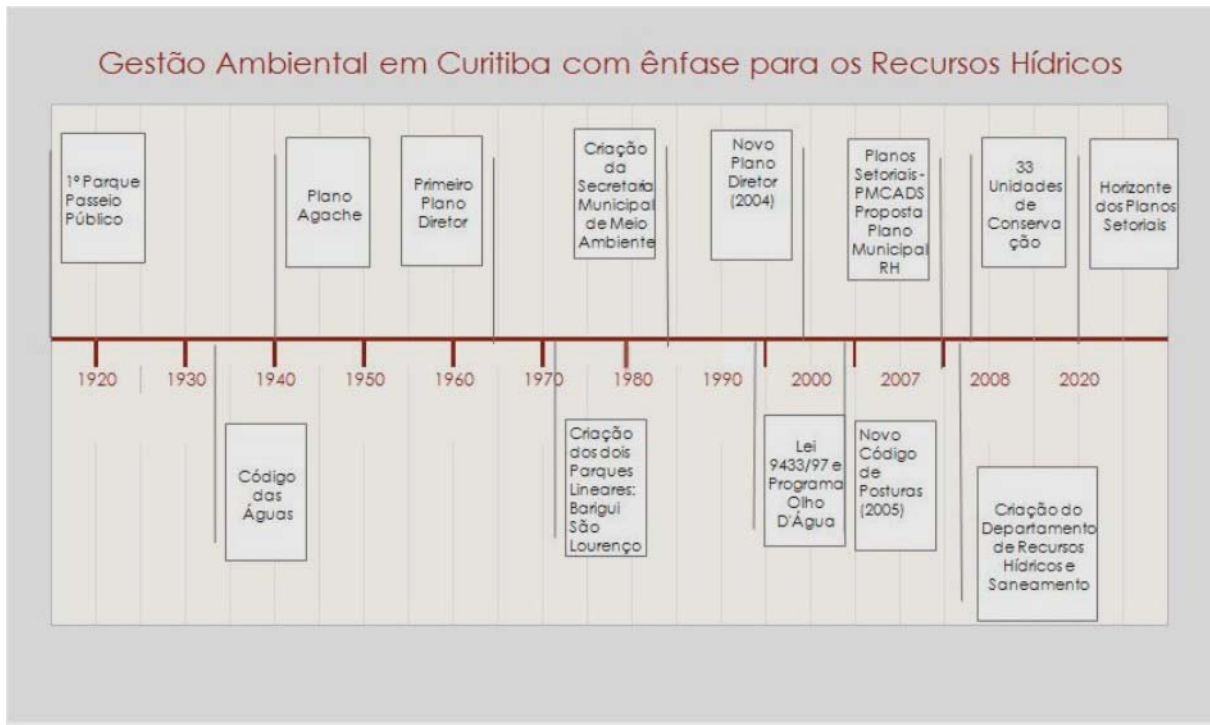 Gestão Ambiental em Curitiba com ênfase para os Recursos Hídricos
1º Parque
Passeio
Público
Plano
Agache
Primeiro
Plano
Diretor
Criação
da
Secretaria
Municipal
de Meio
Ambiente
Novo
Plano
Diretor
(2004)
Planos
Setoriais-
PMCADS
Proposta
Plano
Municipal
RH
33
Unidades
de
Conserva
ção
Horizonte
dos Planos
Setoriais
1920 1930 1940 1950 1960 1970 1980 1990 2000 2007 2008 2020
Código
das
Águas
Criação
dos dois
Parques
Lineares:
Barigui
São
Lourenço
Lei
9433/97 e
Programa
Olho
D'Água
Novo
Código
de
Posturas
(2005)
Criação do
Departamento
de Recursos
Hídricos e
Saneamento